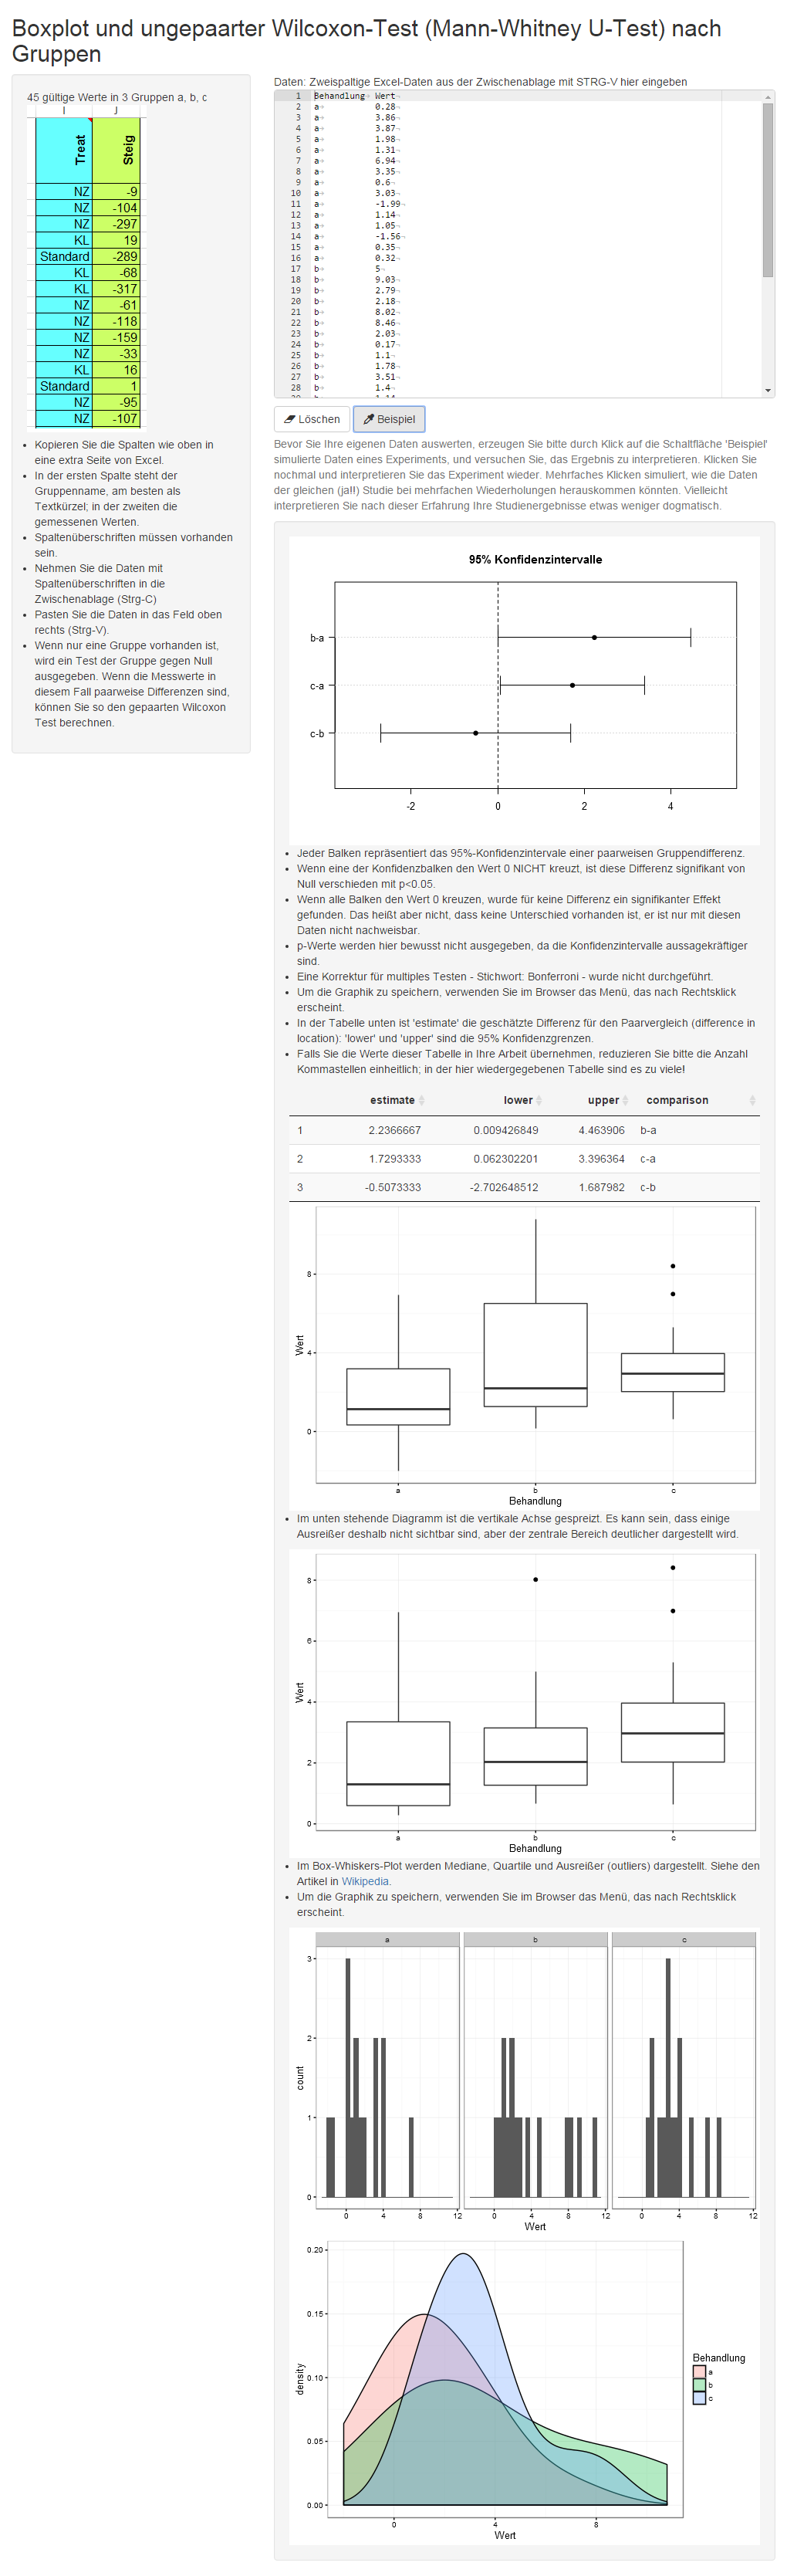 Boxplot und ungepaarter Wilcoxon-Test (Mann-Whitney U-Test) nach
Gruppen
45 gültige Werte in 3 Gruppen a, b, c
I J
Treat Steig
NZ -9
NZ -104
NZ -297
KL 19
Standard -289
KL -68
KL -317
NZ -61
NZ -118
NZ -159
NZ -33
KL 16
Standard 1
NZ -95
NZ -107
• Kopieren Sie die Spalten wie oben in
eine extra Seite von Excel.
• In der ersten Spalte steht der
Gruppenname, am besten als
Textkürzel; in der zweiten die
gemessenen Werten.
• Spaltenüberschriften müssen vorhanden
sein.
• Nehmen Sie die Daten mit
Spaltenüberschriften in die
Zwischenablage (Strg-C)
• Pasten Sie die Daten in das Feld oben
rechts (Strg-V).
• Wenn nur eine Gruppe vorhanden ist,
wird ein Test der Gruppe gegen Null
ausgegeben. Wenn die Messwerte in
diesem Fall paarweise Differenzen sind,
können Sie so den gepaarten Wilcoxon
Test berechnen.
Daten: Zweispaltige Excel-Daten aus der Zwischenablage mit STRG-V hier eingeben
1 Behandlung Wert
2 a 0.28
3 a 3.86
4 a 3.87
5 a 1.98
6 a 1.31
7 a 6.94
8 a 3.35
9 a 0.6
10 a 3.03
11 a -1.99
12 a 1.14
13 a 1.05
14 a -1.56
15 a 0.35
16 a 0.32
17 b 5
18 b 9.03
19 b 2.79
20 b 2.18
21 b 8.02
22 b 8.46
23 b 2.03
24 b 0.17
25 b 1.1
26 b 1.78
27 b 3.51
28 b 1.4
Löschen Beispiel
Bevor Sie Ihre eigenen Daten auswerten, erzeugen Sie bitte durch Klick auf die Schaltfläche 'Beispiel'
simulierte Daten eines Experiments, und versuchen Sie, das Ergebnis zu interpretieren. Klicken Sie
nochmal und interpretieren Sie das Experiment wieder. Mehrfaches Klicken simuliert, wie die Daten
der gleichen (ja!!) Studie bei mehrfachen Wiederholungen herauskommen könnten. Vielleicht
interpretieren Sie nach dieser Erfahrung Ihre Studienergebnisse etwas weniger dogmatisch.
95% Konfidenzintervalle
b-a
c-a
c-b
-2 0 2 4
• Jeder Balken repräsentiert das 95%-Konfidenzintervale einer paarweisen Gruppendifferenz.
• Wenn eine der Konfidenzbalken den Wert 0 NICHT kreuzt, ist diese Differenz signifikant von
Null verschieden mit p<0.05.
• Wenn alle Balken den Wert 0 kreuzen, wurde für keine Differenz ein signifikanter Effekt
gefunden. Das heißt aber nicht, dass keine Unterschied vorhanden ist, er ist nur mit diesen
Daten nicht nachweisbar.
• p-Werte werden hier bewusst nicht ausgegeben, da die Konfidenzintervalle aussagekräftiger
sind.
• Eine Korrektur für multiples Testen - Stichwort: Bonferroni - wurde nicht durchgeführt.
• Um die Graphik zu speichern, verwenden Sie im Browser das Menü, das nach Rechtsklick
erscheint.
• In der Tabelle unten ist 'estimate' die geschätzte Differenz für den Paarvergleich (difference in
location): 'lower' und 'upper' sind die 95% Konfidenzgrenzen.
• Falls Sie die Werte dieser Tabelle in Ihre Arbeit übernehmen, reduzieren Sie bitte die Anzahl
Kommastellen einheitlich; in der hier wiedergegebenen Tabelle sind es zu viele!
estimate lower upper comparison
1 2.2366667 0.009426849 4.463906 b-a
2 1.7293333 0.062302201 3.396364 c-a
3 -0.5073333 -2.702648512 1.687982 c-b
8
4
0
Wert
a b c
Behandlung
• Im unten stehende Diagramm ist die vertikale Achse gespreizt. Es kann sein, dass einige
Ausreißer deshalb nicht sichtbar sind, aber der zentrale Bereich deutlicher dargestellt wird.
8
6
4
2
0
Wert
a b c
Behandlung
• Im Box-Whiskers-Plot werden Mediane, Quartile und Ausreißer (outliers) dargestellt. Siehe den
Artikel in Wikipedia.
• Um die Graphik zu speichern, verwenden Sie im Browser das Menü, das nach Rechtsklick
erscheint.
a b c
3
2
1
0
count
0 4 8 12 0 4 8 12 0 4 8 12
Wert
0.20
0.15
0.10
0.05
0.00
density
0 4 8
Wert
Behandlung
a
b
c